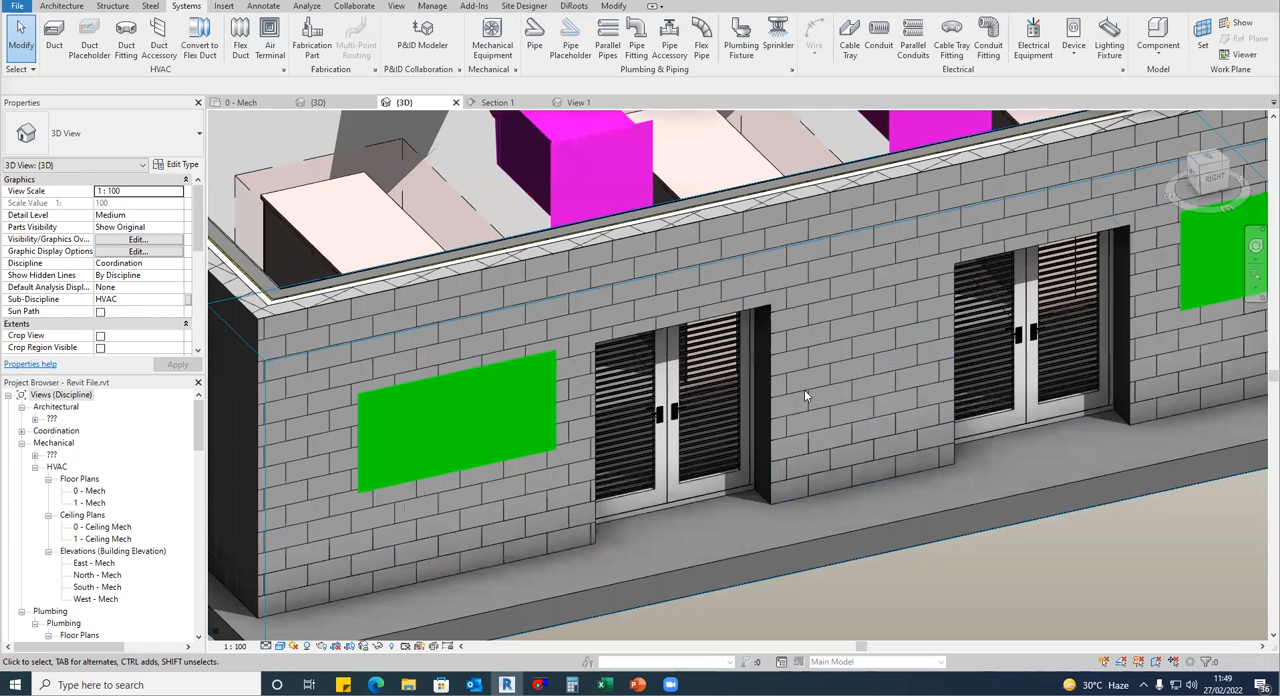 File Architecture Structure Steel Systems Insert Annotate Analyze Collaborate View Manage Add-Ins Site Designer DiRoots Modify
Modify
Duct
Duct Placeholder
Duct Fitting
Duct Accessory
Convert to Flex Duct
Flex Duct
Air Terminal
Fabrication Part
Multi-Point Routing
P&ID Modeler
Mechanical Equipment
Pipe
Pipe Placeholder
Parallel Pipes
Pipe Fitting
Pipe Accessory
Flex Pipe
Plumbing Fixture
Sprinkler
Wire
Cable Tray
Conduit
Parallel Conduits
Cable Tray Fitting
Conduit Fitting
Electrical Equipment
Device
Lighting Fixture
Component
Set
Show
Ref Plane
Viewer
Select HVAC Fabrication P&ID Collaboration Mechanical Plumbing & Piping Electrical Model Work Plane
Properties
0 - Mech {3D} {3D} Section 1 View 1
3D View
3D View: {3D} Edit Type
Graphics
View Scale 1 : 100
Scale Value 1: 100
Detail Level Medium
Parts Visibility Show Original
Visibility/Graphics Ov... Edit...
Graphic Display Options Edit...
Discipline Coordination
Show Hidden Lines By Discipline
Default Analysis Displ... None
Sub-Discipline HVAC
Sun Path
Extents
Crop View
Crop Region Visible
Properties help Apply
Project Browser - Revit File.rvt
Views (Discipline)
Architectural
???
Coordination
Mechanical
???
HVAC
Floor Plans
0 - Mech
1 - Mech
Ceiling Plans
0 - Ceiling Mech
1 - Ceiling Mech
Elevations (Building Elevation)
East - Mech
North - Mech
South - Mech
West - Mech
Plumbing
Plumbing
Floor Plans
RIGHT
1 : 100
Click to select, TAB for alternates, CTRL adds, SHIFT unselects.
:0
Main Model
:0
Type here to search
30°C Haze
11:49
27/02/2022